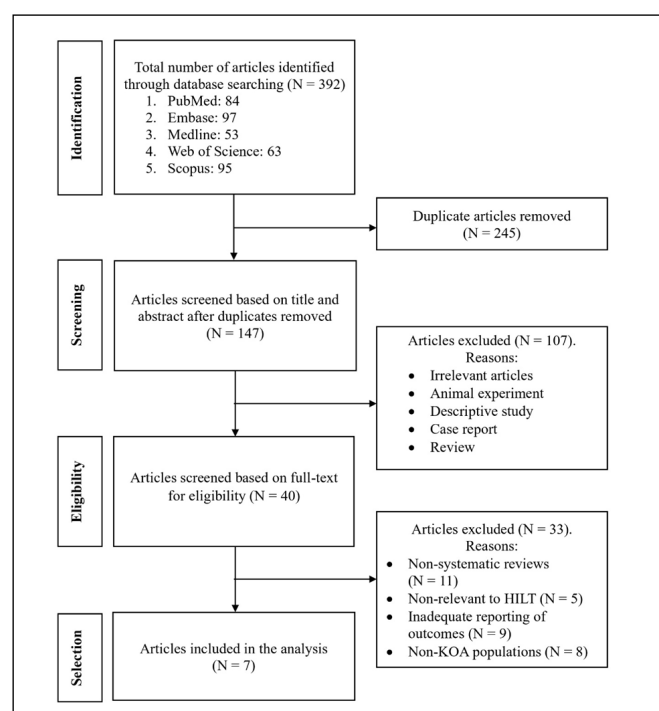 Identification
Total number of articles identified
through database searching (N = 392)
1. PubMed: 84
2. Embase: 97
3. Medline: 53
4. Web of Science: 63
5. Scopus: 95
Duplicate articles removed
(N = 245)
Screening
Articles screened based on title and
abstract after duplicates removed
(N = 147)
Articles excluded (N = 107).
Reasons:
• Irrelevant articles
• Animal experiment
• Descriptive study
• Case report
• Review
Eligibility
Articles screened based on full-text
for eligibility (N = 40)
Articles excluded (N = 33).
Reasons:
• Non-systematic reviews
(N = 11)
• Non-relevant to HILT (N = 5)
• Inadequate reporting of
outcomes (N = 9)
• Non-KOA populations (N = 8)
Selection
Articles included in the analysis
(N = 7)